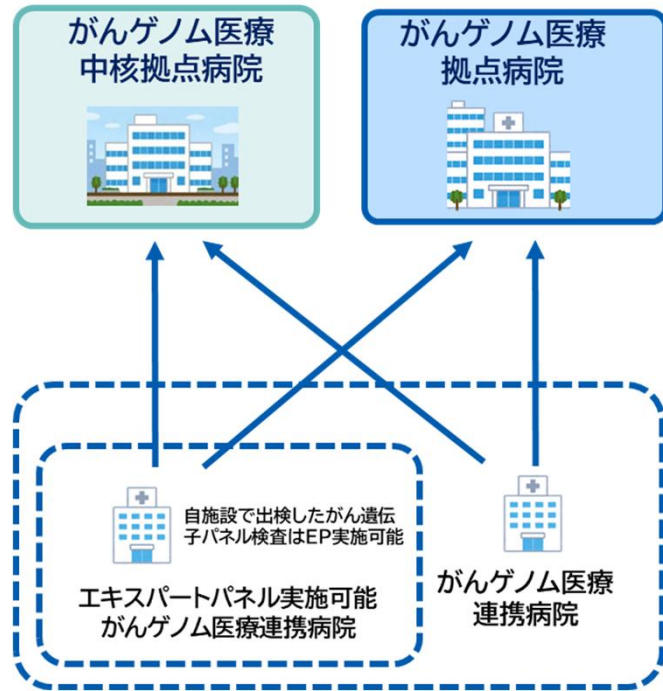 がんゲノム医療
中核拠点病院
がんゲノム医療
拠点病院
自施設で出検したがん遺伝
子パネル検査はEP実施可能
エキスパートパネル実施可能
がんゲノム医療連携病院
がんゲノム医療
連携病院